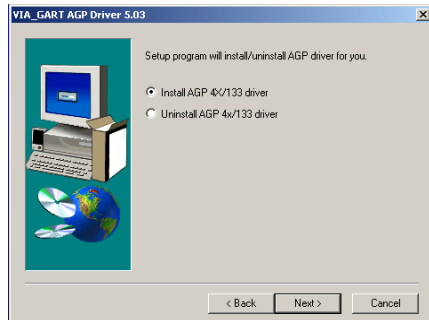 VIA_GART AGP Driver 5.03
Setup program will install/uninstall AGP driver for you.
Install AGP 4X/133 driver
Uninstall AGP 4x/133 driver
< Back
Next >
Cancel